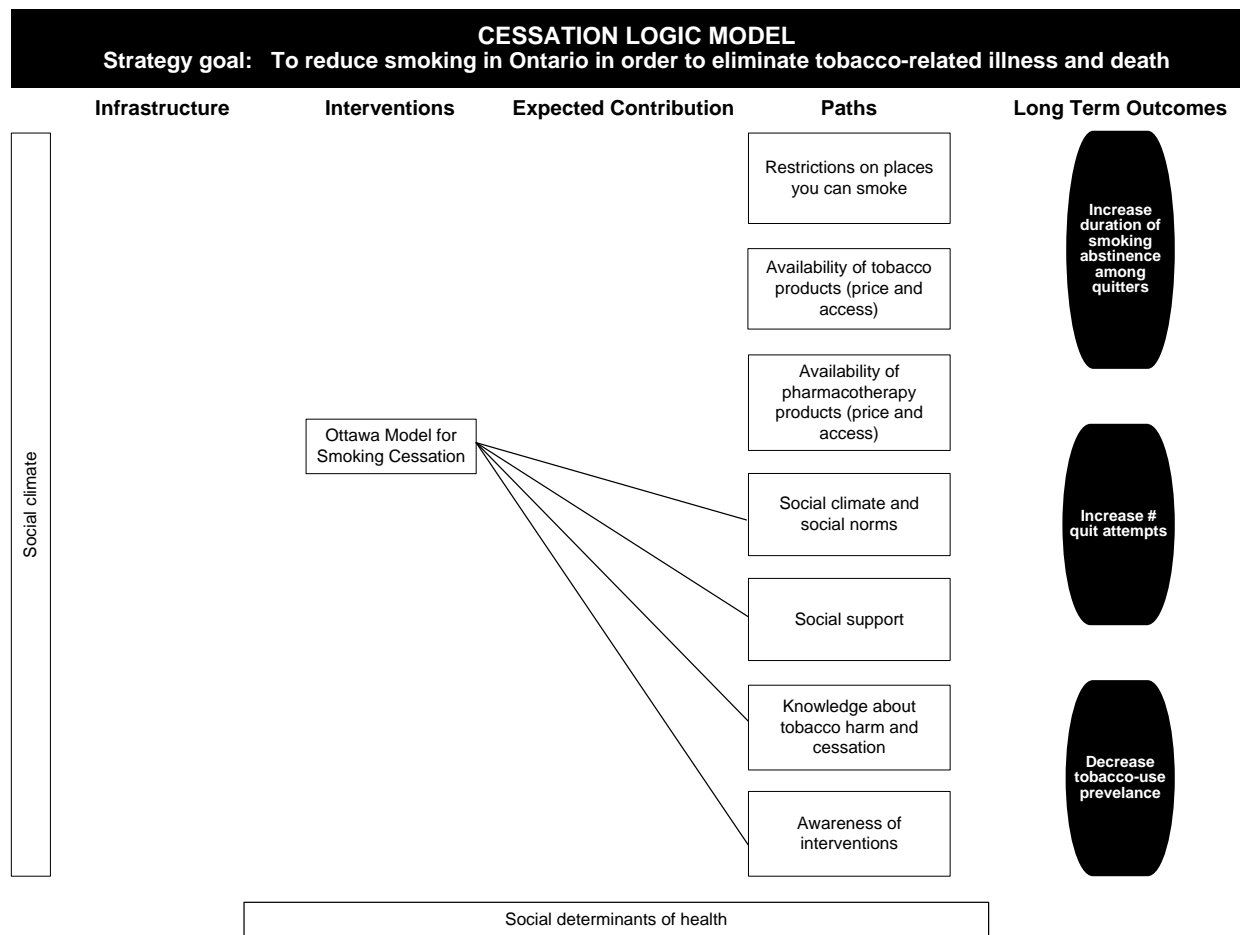 CESSATION LOGIC MODEL
Strategy goal: To reduce smoking in Ontario in order to eliminate tobacco-related illness and death
Infrastructure
Interventions
Expected Contribution
Paths
Long Term Outcomes
Social climate
Ottawa Model for
Smoking Cessation
Restrictions on places
you can smoke
Availability of tobacco
products (price and
access)
Availability of
pharmacotherapy
products (price and
access)
Social climate and
social norms
Social support
Knowledge about
tobacco harm and
cessation
Awareness of
interventions
Increase
duration of
smoking
abstinence
among
quitters
Increase #
quit attempts
Decrease
tobacco-use
prevelance
Social determinants of health